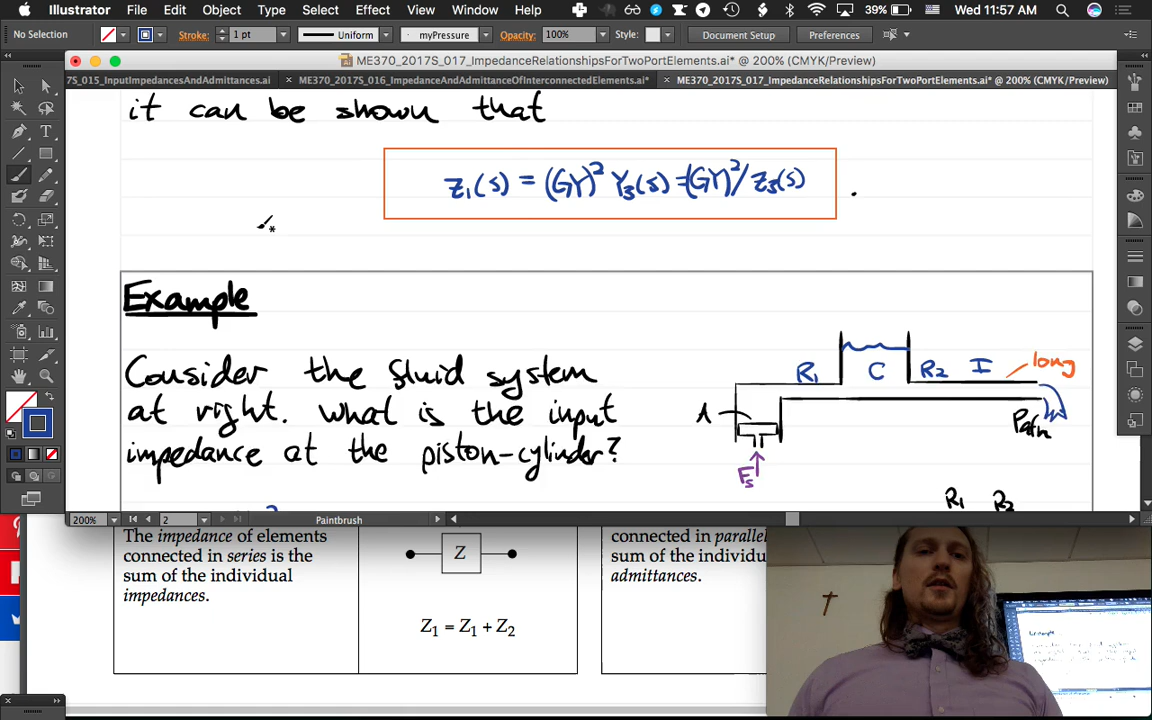 Illustrator File Edit Object Type Select Effect View Window Help 39% Wed 11:57 AM
No Selection Stroke: 1 pt Uniform myPressure Opacity: 100% Style: Document Setup Preferences
ME370_2017S_017_ImpedanceRelationshipsForTwoPortElements.ai* @ 200% (CMYK/Preview)
7S_015_InputImpedancesAndAdmittances.ai ME370_2017S_016_ImpedanceAndAdmittanceOfInterconnectedElements.ai* ME370_2017S_017_ImpedanceRelationshipsForTwoPortElements.ai* @ 200% (CMYK/Preview)
it can be shown that
Z₁(s) = (GY)² Y₃(s) = (GY)²/Z₃(s) .
Example
Consider the fluid system
at right. What is the input
impedance at the piston-cylinder?
R₁ C R₂ I long
A
Patm
Fs
R₁ R₂
200% 2 Paintbrush
The impedance of elements
connected in series is the
sum of the individual
impedances.
Z
Z1 = Z1 + Z2
connected in parallel
sum of the individu
admittances.
Example